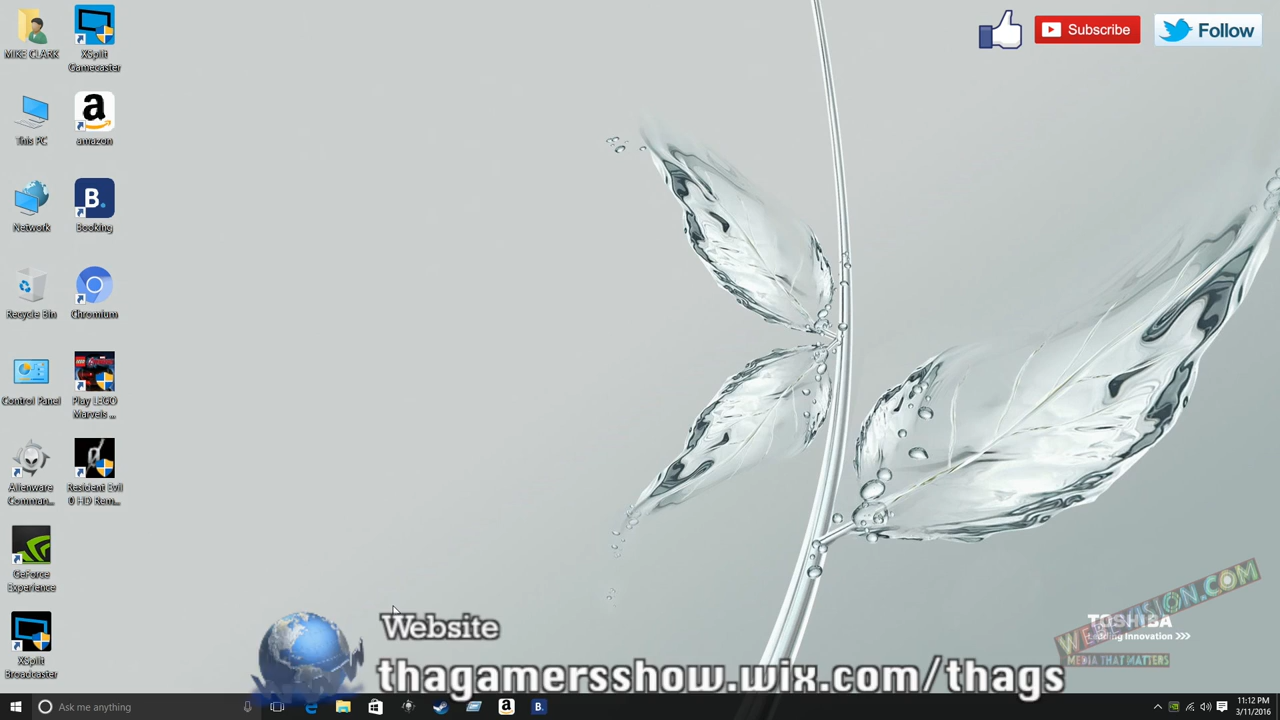 MIKE CLARK
XSplit
Gamecaster
Subscribe
Follow
This PC
amazon
Network
Booking
Recycle Bin
Chromium
Control Panel
Play LEGO
Marvels ...
Alienware
Comman...
Resident Evil
0 HD Rem...
GeForce
Experience
XSplit
Broadcaster
Website
thagamersshow.wix.com/thags
TOSHIBA
Leading Innovation >>>
MEDIA THAT MATTERS
Ask me anything
11:12 PM
3/11/2016